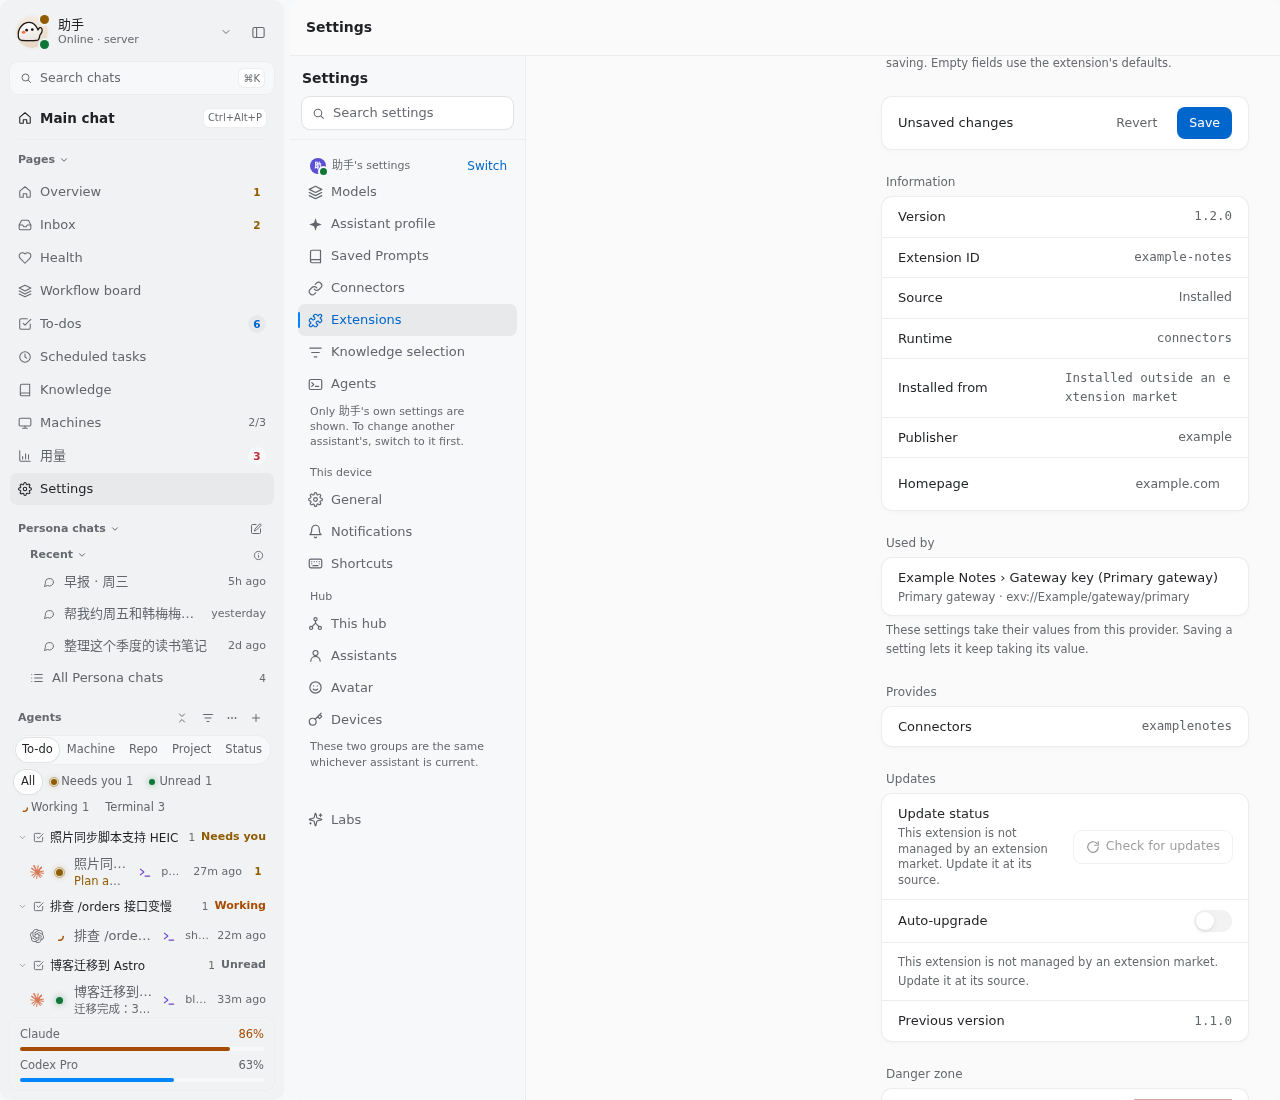 助手
Online · server
Search chats
⌘K
Main chat
Ctrl+Alt+P
Pages
Overview
1
Inbox
2
Health
Workflow board
To-dos
6
Scheduled tasks
Knowledge
Machines
2/3
用量
3
Settings
Persona chats
Recent
早报 · 周三
5h ago
帮我约周五和韩梅梅…
yesterday
整理这个季度的读书笔记
2d ago
All Persona chats
4
Agents
To-do
Machine
Repo
Project
Status
All
Needs you 1
Unread 1
Working 1
Terminal 3
照片同步脚本支持 HEIC
1
Needs you
照片同…
p…
27m ago
1
Plan a…
排查 /orders 接口变慢
1
Working
排查 /orde…
sh…
22m ago
博客迁移到 Astro
1
Unread
博客迁移到…
bl…
33m ago
迁移完成：3…
Claude
86%
Codex Pro
63%
Settings
Settings
Search settings
助手's settings
Switch
Models
Assistant profile
Saved Prompts
Connectors
Extensions
Knowledge selection
Agents
Only 助手's own settings are
shown. To change another
assistant's, switch to it first.
This device
General
Notifications
Shortcuts
Hub
This hub
Assistants
Avatar
Devices
These two groups are the same
whichever assistant is current.
Labs
saving. Empty fields use the extension's defaults.
Unsaved changes
Revert
Save
Information
Version
1.2.0
Extension ID
example-notes
Source
Installed
Runtime
connectors
Installed from
Installed outside an e
xtension market
Publisher
example
Homepage
example.com
Used by
Example Notes › Gateway key (Primary gateway)
Primary gateway · exv://Example/gateway/primary
These settings take their values from this provider. Saving a
setting lets it keep taking its value.
Provides
Connectors
examplenotes
Updates
Update status
This extension is not
managed by an extension
market. Update it at its
source.
Check for updates
Auto-upgrade
This extension is not managed by an extension market.
Update it at its source.
Previous version
1.1.0
Danger zone